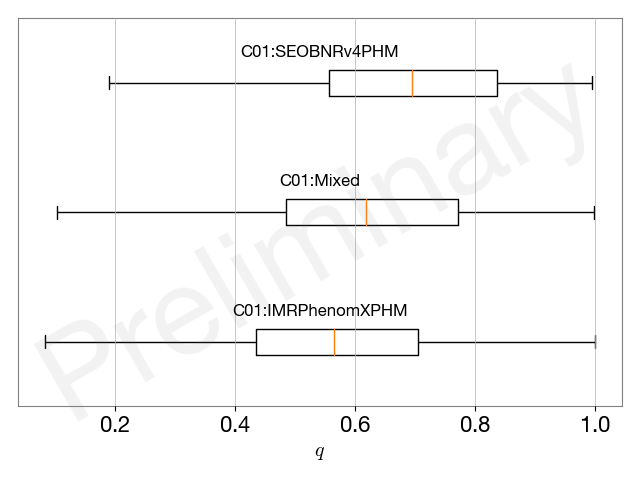 C01:SEOBNRv4PHM
C01:Mixed
C01:IMRPhenomXPHM
Preliminary
0.2 0.4 0.6 0.8 1.0
q